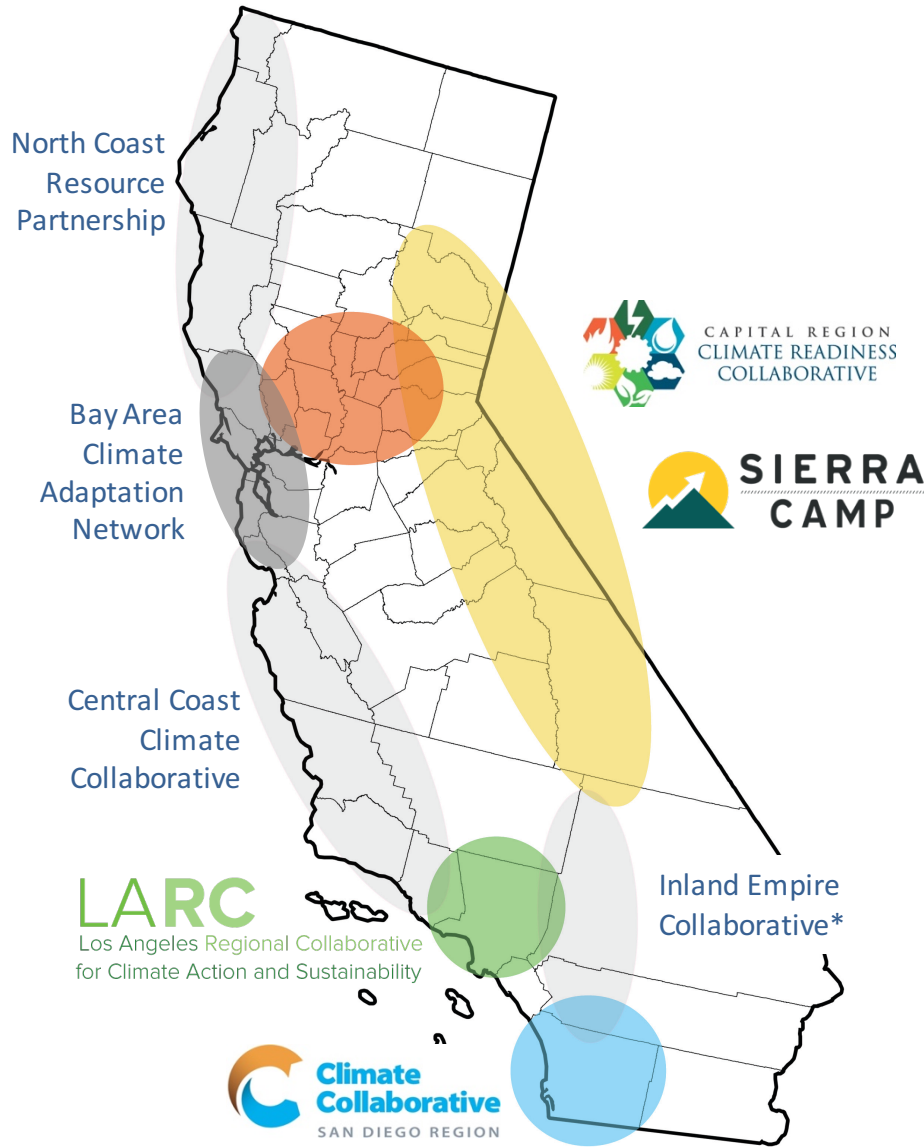 North Coast
Resource
Partnership
CAPITAL REGION
CLIMATE READINESS
COLLABORATIVE
Bay Area
Climate
Adaptation
Network
SIERRA
CAMP
Central Coast
Climate
Collaborative
LARC
Los Angeles Regional Collaborative
for Climate Action and Sustainability
Inland Empire
Collaborative*
Climate
Collaborative
SAN DIEGO REGION